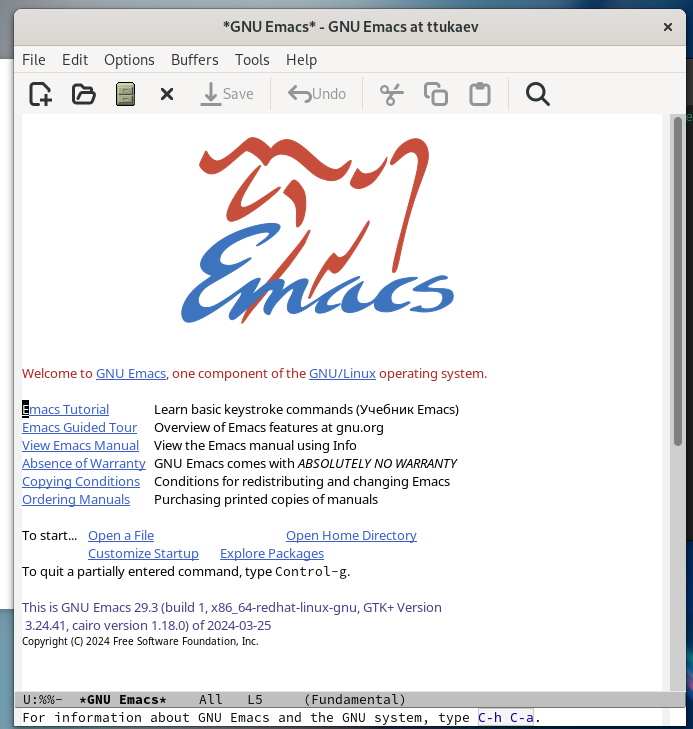 *GNU Emacs* - GNU Emacs at ttukaev
File Edit Options Buffers Tools Help
Save Undo
Emacs
Welcome to GNU Emacs, one component of the GNU/Linux operating system.
Emacs Tutorial Learn basic keystroke commands (Учебник Emacs)
Emacs Guided Tour Overview of Emacs features at gnu.org
View Emacs Manual View the Emacs manual using Info
Absence of Warranty GNU Emacs comes with ABSOLUTELY NO WARRANTY
Copying Conditions Conditions for redistributing and changing Emacs
Ordering Manuals Purchasing printed copies of manuals
To start... Open a File Open Home Directory
Customize Startup Explore Packages
To quit a partially entered command, type Control-g.
This is GNU Emacs 29.3 (build 1, x86_64-redhat-linux-gnu, GTK+ Version
3.24.41, cairo version 1.18.0) of 2024-03-25
Copyright (C) 2024 Free Software Foundation, Inc.
U:%%- *GNU Emacs* All L5 (Fundamental)
For information about GNU Emacs and the GNU system, type C-h C-a.